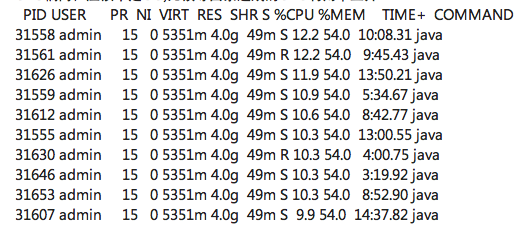 PID USER PR NI VIRT RES SHR S %CPU %MEM TIME+ COMMAND
31558 admin 15 0 5351m 4.0g 49m S 12.2 54.0 10:08.31 java
31561 admin 15 0 5351m 4.0g 49m R 12.2 54.0 9:45.43 java
31626 admin 15 0 5351m 4.0g 49m S 11.9 54.0 13:50.21 java
31559 admin 15 0 5351m 4.0g 49m S 10.9 54.0 5:34.67 java
31612 admin 15 0 5351m 4.0g 49m S 10.6 54.0 8:42.77 java
31555 admin 15 0 5351m 4.0g 49m S 10.3 54.0 13:00.55 java
31630 admin 15 0 5351m 4.0g 49m R 10.3 54.0 4:00.75 java
31646 admin 15 0 5351m 4.0g 49m S 10.3 54.0 3:19.92 java
31653 admin 15 0 5351m 4.0g 49m S 10.3 54.0 8:52.90 java
31607 admin 15 0 5351m 4.0g 49m S 9.9 54.0 14:37.82 java